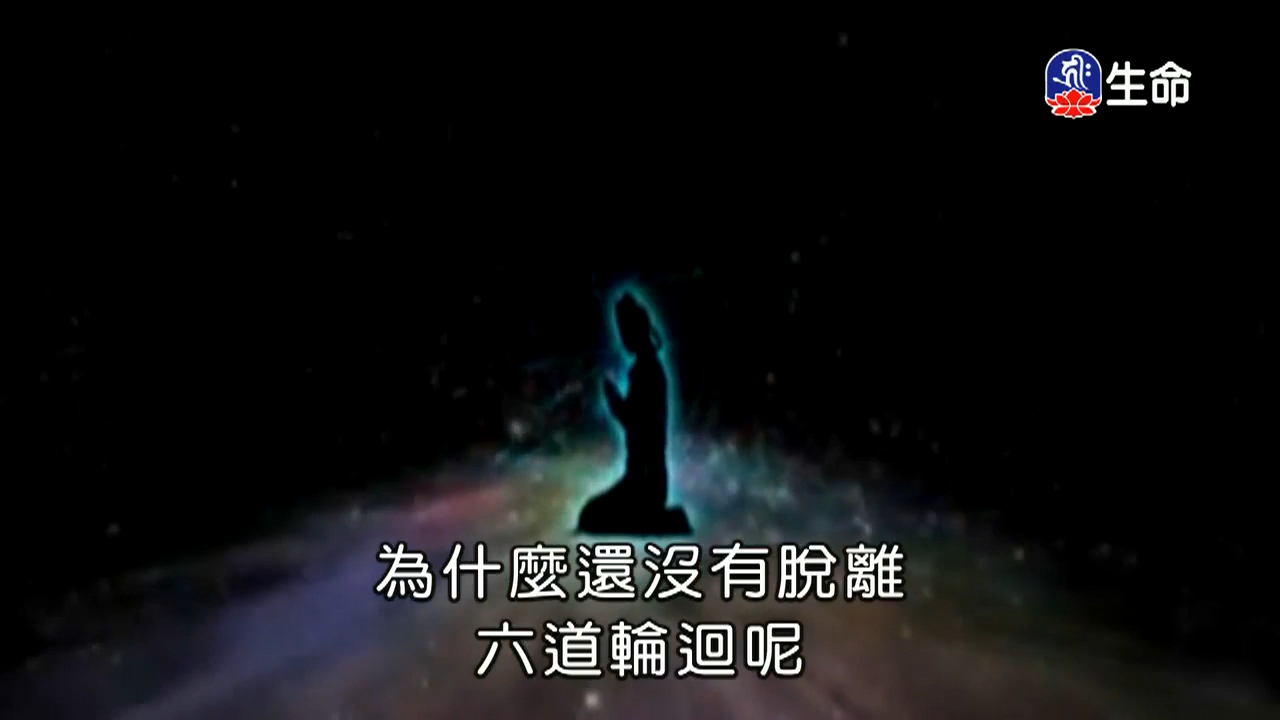 生命
為什麼還沒有脫離
六道輪迴呢